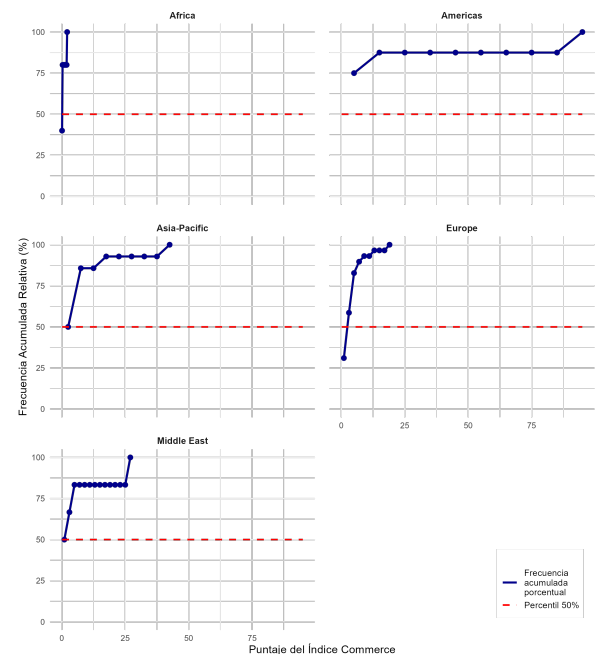 Africa
Americas
100
75
50
25
0
Asia-Pacific
Europe
100
75
50
25
0
0 25 50 75
Middle East
100
75
50
25
0
0 25 50 75
Frecuencia Acumulada Relativa (%)
Puntaje del Índice Commerce
Frecuencia
acumulada
porcentual
Percentil 50%